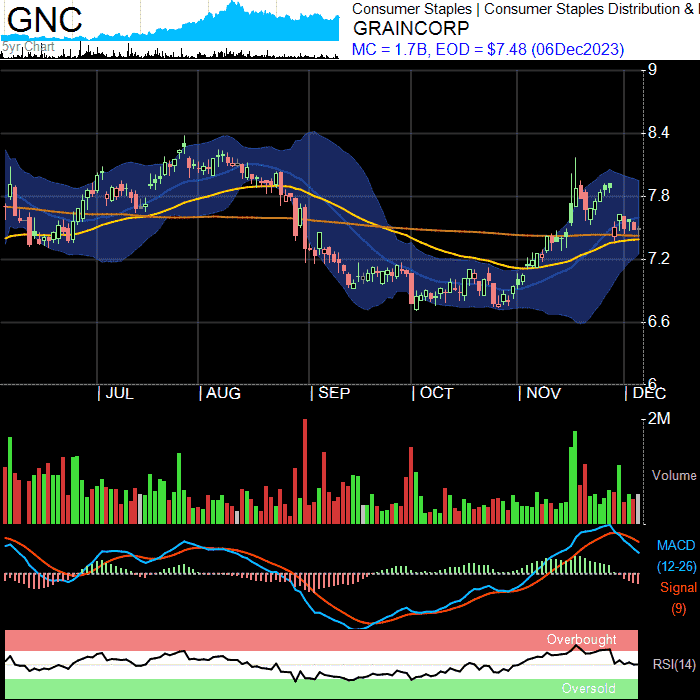 GNC
5yr Chart
Consumer Staples | Consumer Staples Distribution &
GRAINCORP
MC = 1.7B, EOD = $7.48 (06Dec2023)
9
8.4
7.8
7.2
6.6
6
| JUL
| AUG
| SEP
| OCT
| NOV
| DEC
2M
Volume
MACD
(12-26)
Signal
(9)
Overbought
RSI(14)
Oversold